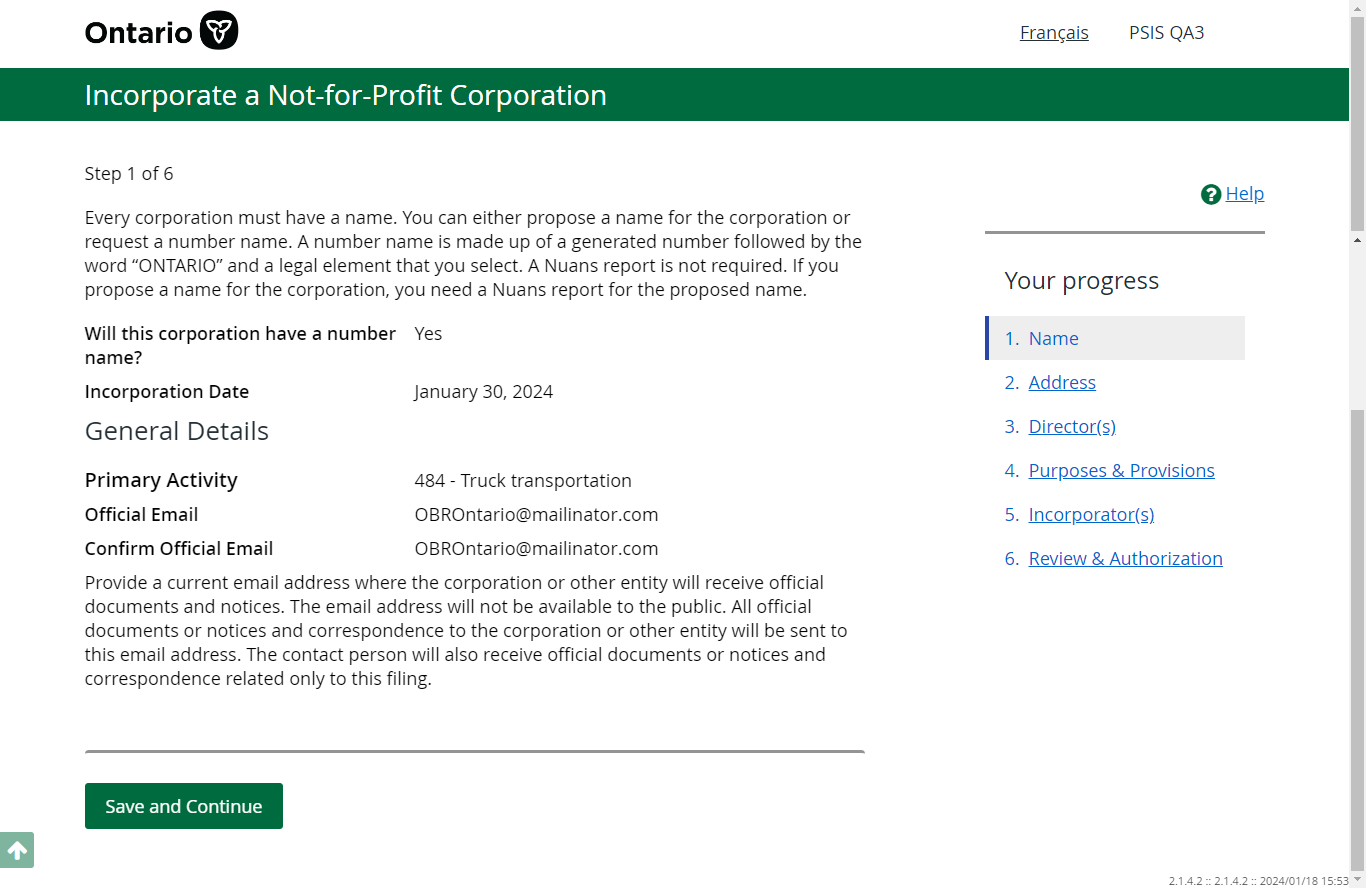 Ontario
Français PSIS QA3
Incorporate a Not-for-Profit Corporation
Step 1 of 6
Every corporation must have a name. You can either propose a name for the corporation or
request a number name. A number name is made up of a generated number followed by the
word “ONTARIO” and a legal element that you select. A Nuans report is not required. If you
propose a name for the corporation, you need a Nuans report for the proposed name.
Will this corporation have a number Yes
name?
Incorporation Date January 30, 2024
General Details
Primary Activity 484 - Truck transportation
Official Email OBROntario@mailinator.com
Confirm Official Email OBROntario@mailinator.com
Provide a current email address where the corporation or other entity will receive official
documents and notices. The email address will not be available to the public. All official
documents or notices and correspondence to the corporation or other entity will be sent to
this email address. The contact person will also receive official documents or notices and
correspondence related only to this filing.
Save and Continue
? Help
Your progress
1. Name
2. Address
3. Director(s)
4. Purposes & Provisions
5. Incorporator(s)
6. Review & Authorization
2.1.4.2 :: 2.1.4.2 :: 2024/01/18 15:53